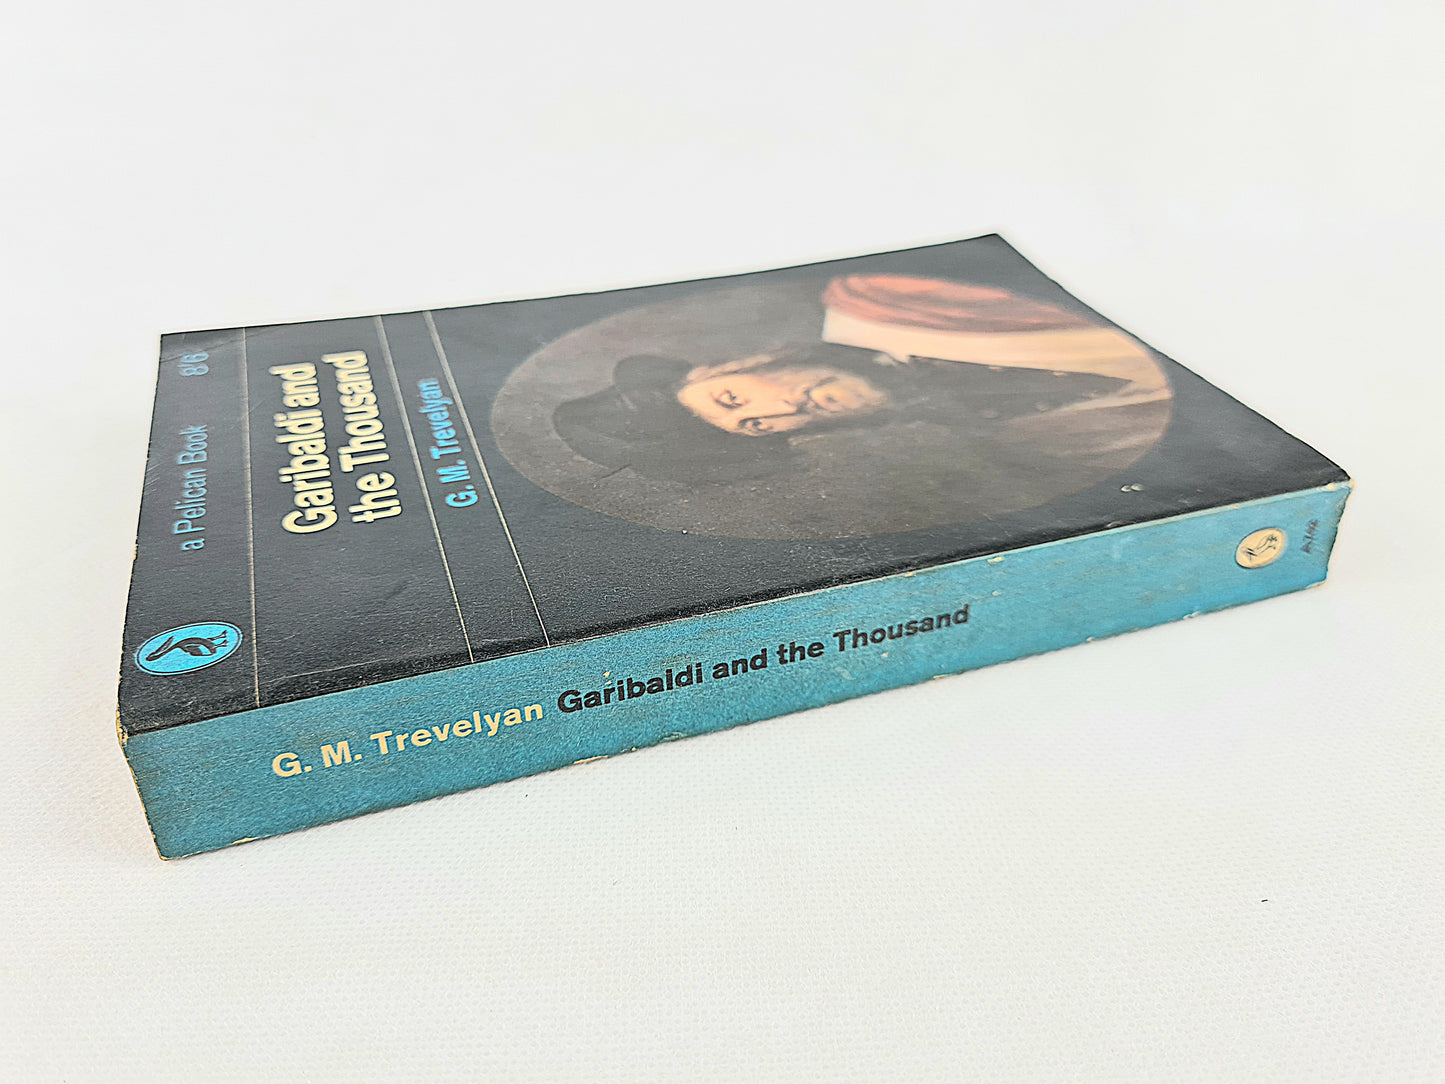 a Pelican Book 8'6
Garibaldi and
the Thousand
G. M. Trevelyan
G. M. Trevelyan Garibaldi and the Thousand